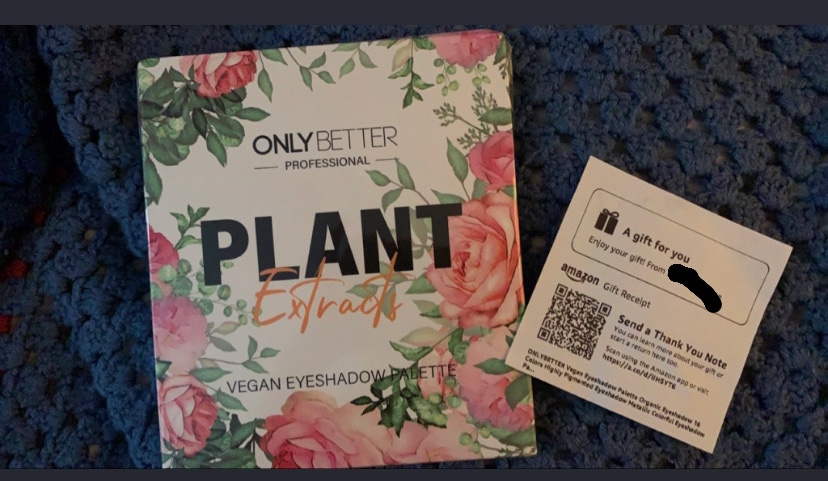 ONLY BETTER
PROFESSIONAL
PLANT
Extracts
VEGAN EYESHADOW PALETTE
A gift for you
Enjoy your gift! From
amazon Gift Receipt
Send a Thank You Note
You can learn more about your gift or
start a return here too.
Scan using the Amazon app or visit
ONLYBETTER Vegan Eyeshadow Palette Organic Eyeshadow 16
Colors Highly Pigmented Eyeshadow Metallic Colorful Eyeshadow
Pa...